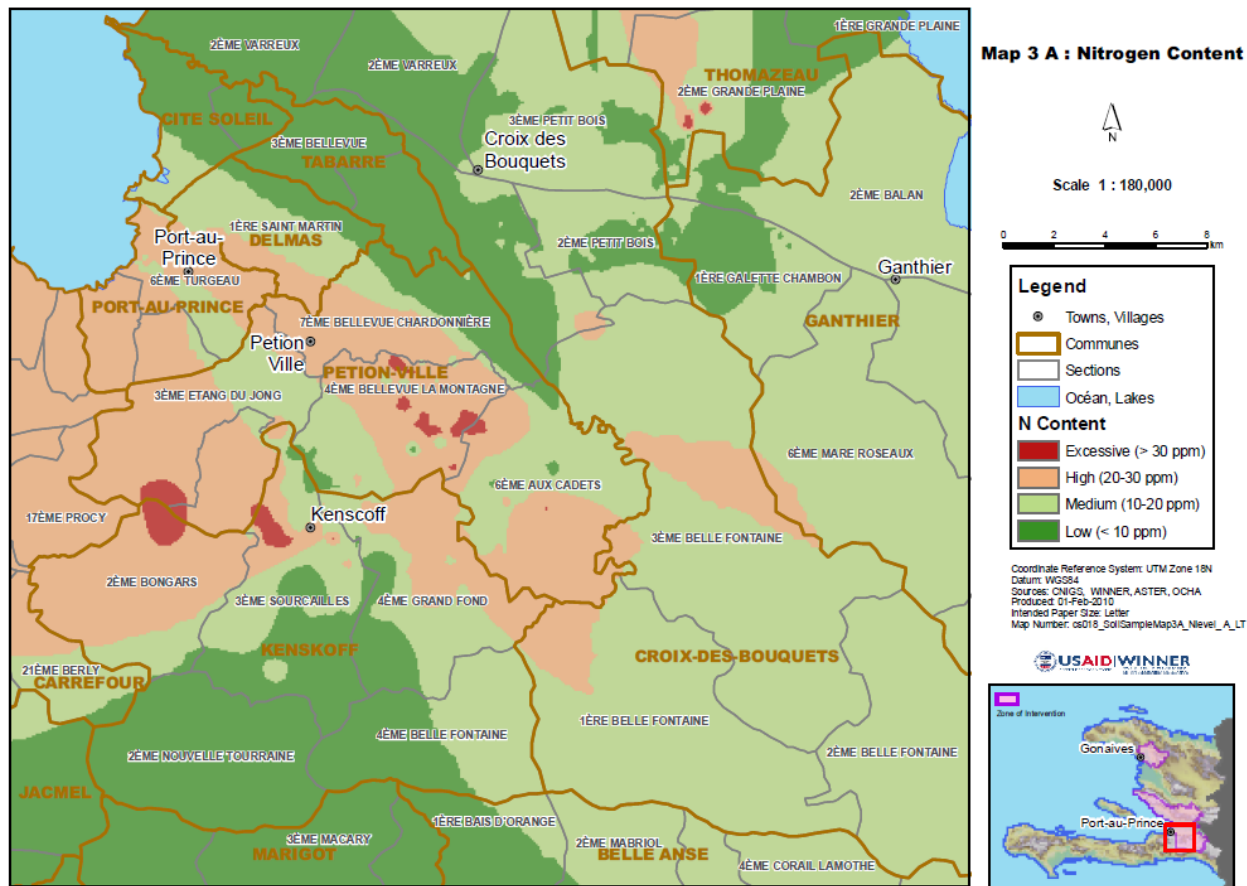 1ÈRE GRANDE PLAINE
2ÈME VARREUX
2ÈME VARREUX
THOMAZEAU
2ÈME GRANDE PLAINE
CITE SOLEIL
3ÈME PETIT BOIS
3ÈME BELLEVUE
TABARRE
Croix des
Bouquets
2ÈME BALAN
1ÈRE SAINT MARTIN
DELMAS
Port-au-
Prince
6ÈME TURGEAU
2ÈME PETIT BOIS
1ÈRE GALETTE CHAMBON
Ganthier
PORT-AU-PRINCE
7ÈME BELLEVUE CHARDONNIÈRE
GANTHIER
Petion
Ville
PETION-VILLE
4ÈME BELLEVUE LA MONTAGNE
3ÈME ETANG DU JONG
6ÈME MARE ROSEAUX
6ÈME AUX CADETS
17ÈME PROCY
Kenscoff
3ÈME BELLE FONTAINE
2ÈME BONGARS
3ÈME SOURCAILLES
4ÈME GRAND FOND
KENSKOFF
CROIX-DES-BOUQUETS
21ÈME BERLY
CARREFOUR
1ÈRE BELLE FONTAINE
4ÈME BELLE FONTAINE
2ÈME NOUVELLE TOURRAINE
2ÈME BELLE FONTAINE
JACMEL
1ÈRE BAIS D'ORANGE
3ÈME MACARY
MARIGOT
2ÈME MABRIOL
BELLE ANSE
4ÈME CORAIL LAMOTHE
Map 3 A : Nitrogen Content
N
Scale 1 : 180,000
0 2 4 6 8
km
Legend
Towns, Villages
Communes
Sections
Océan, Lakes
N Content
Excessive (> 30 ppm)
High (20-30 ppm)
Medium (10-20 ppm)
Low (< 10 ppm)
Coordinate Reference System: UTM Zone 18N
Datum: WGS84
Sources: CNIGS, WINNER, ASTER, OCHA
Produced: 01-Feb-2010
Intended Paper Size: Letter
Map Number: cs018_SoilSampleMap3A_Nlevel_A_LT
USAID|WINNER
Zone of Intervention
Gonaives
Port-au-Prince